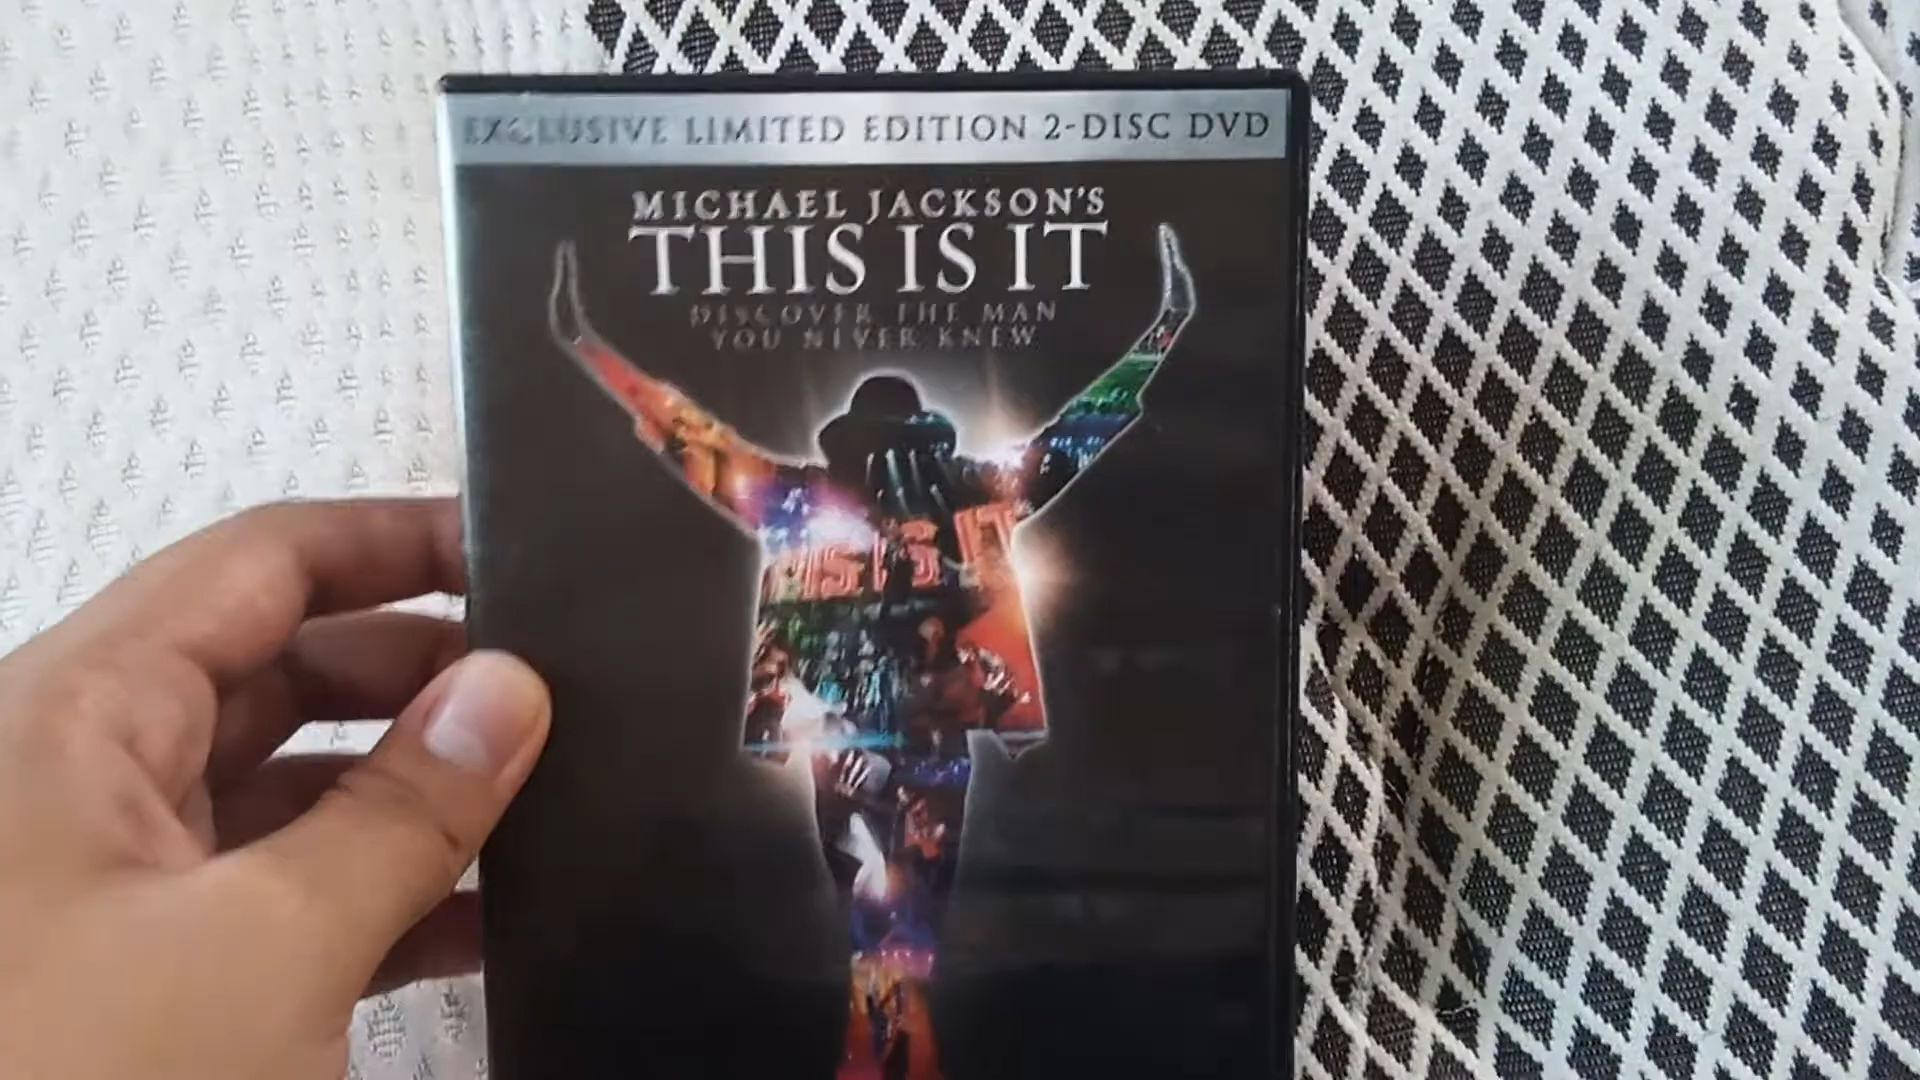 EXCLUSIVE LIMITED EDITION 2-DISC DVD
MICHAEL JACKSON'S
THIS IS IT
DISCOVER THE MAN
YOU NEVER KNEW
THIS IS IT